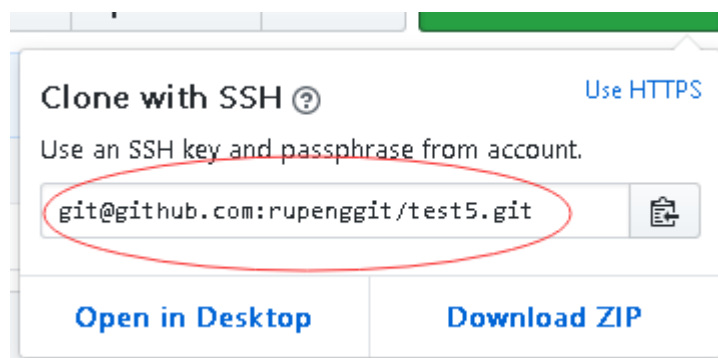 Clone with SSH ?
Use HTTPS
Use an SSH key and passphrase from account.
git@github.com:rupenggit/test5.git
Open in Desktop
Download ZIP